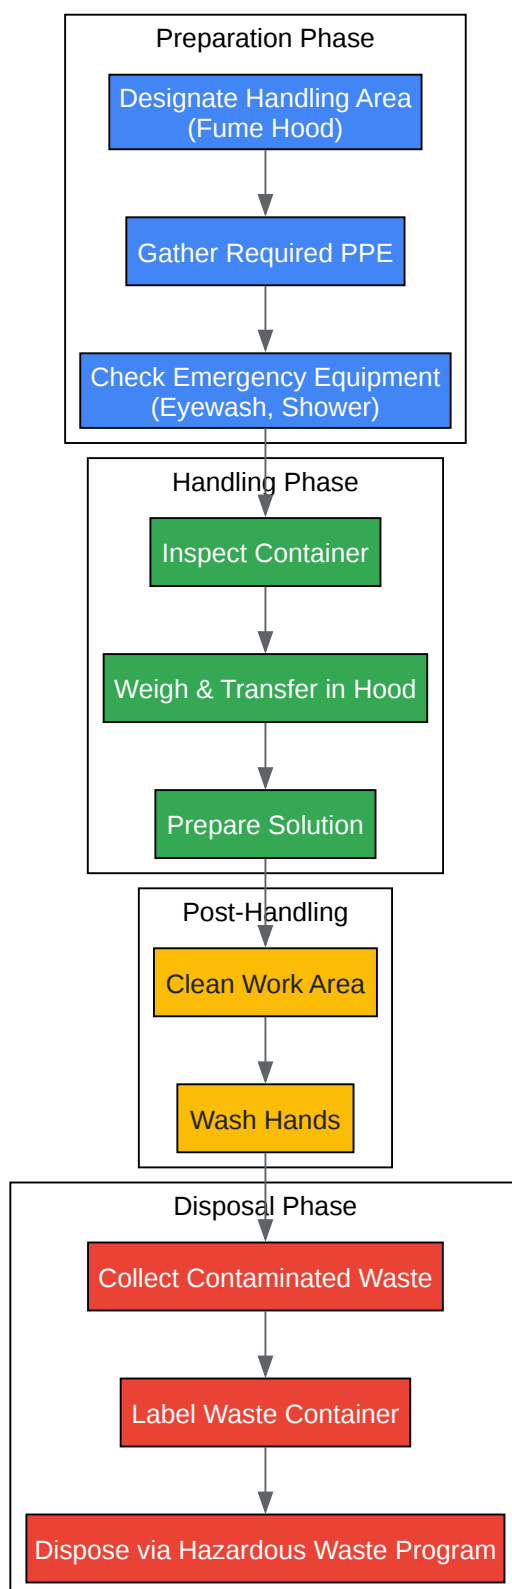 Preparation Phase
Designate Handling Area
(Fume Hood)
Gather Required PPE
Check Emergency Equipment
(Eyewash, Shower)
Handling Phase
Inspect Container
Weigh & Transfer in Hood
Prepare Solution
Post-Handling
Clean Work Area
Wash Hands
Disposal Phase
Collect Contaminated Waste
Label Waste Container
Dispose via Hazardous Waste Program